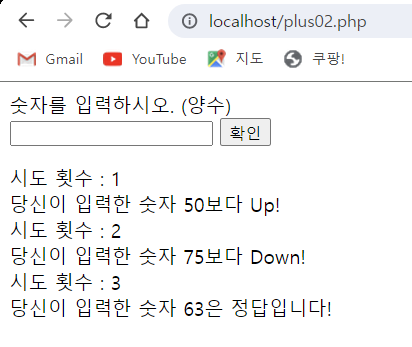 localhost/plus02.php
Gmail YouTube 지도 쿠팡!
숫자를 입력하시오. (양수)
확인
시도 횟수 : 1
당신이 입력한 숫자 50보다 Up!
시도 횟수 : 2
당신이 입력한 숫자 75보다 Down!
시도 횟수 : 3
당신이 입력한 숫자 63은 정답입니다!